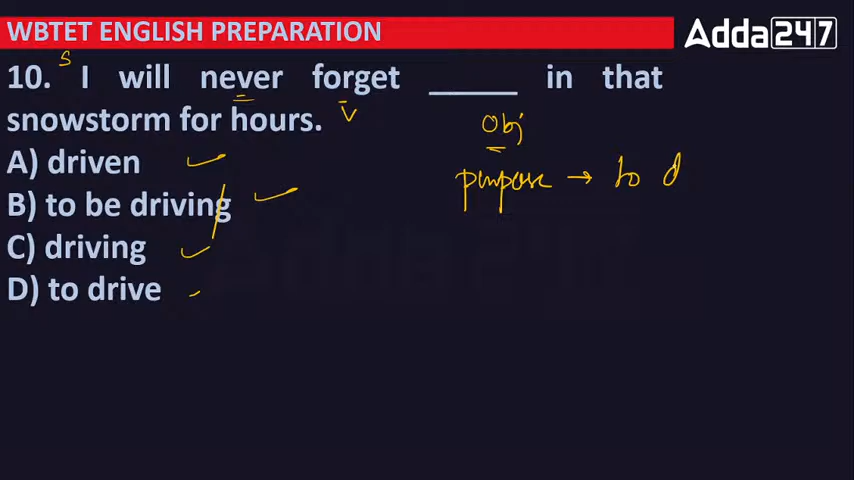 WBTET ENGLISH PREPARATION
Adda247
S
10. I will never forget ______ in that
snowstorm for hours.
V
Obj
A) driven
purpose → to d
B) to be driving
C) driving
D) to drive